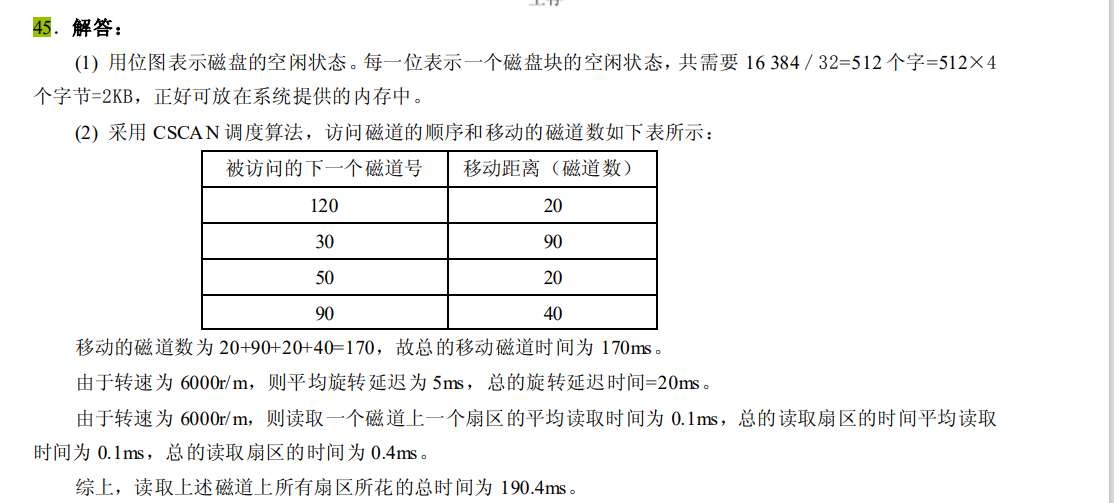 45．解答：
(1) 用位图表示磁盘的空闲状态。每一位表示一个磁盘块的空闲状态，共需要 16 384／32=512 个字=512×4
个字节=2KB，正好可放在系统提供的内存中。
(2) 采用 CSCAN 调度算法，访问磁道的顺序和移动的磁道数如下表所示：
被访问的下一个磁道号 移动距离（磁道数）
120 20
30 90
50 20
90 40
移动的磁道数为 20+90+20+40=170，故总的移动磁道时间为 170ms。
由于转速为 6000r/m，则平均旋转延迟为 5ms，总的旋转延迟时间=20ms。
由于转速为 6000r/m，则读取一个磁道上一个扇区的平均读取时间为 0.1ms，总的读取扇区的时间平均读取
时间为 0.1ms，总的读取扇区的时间为 0.4ms。
综上，读取上述磁道上所有扇区所花的总时间为 190.4ms。